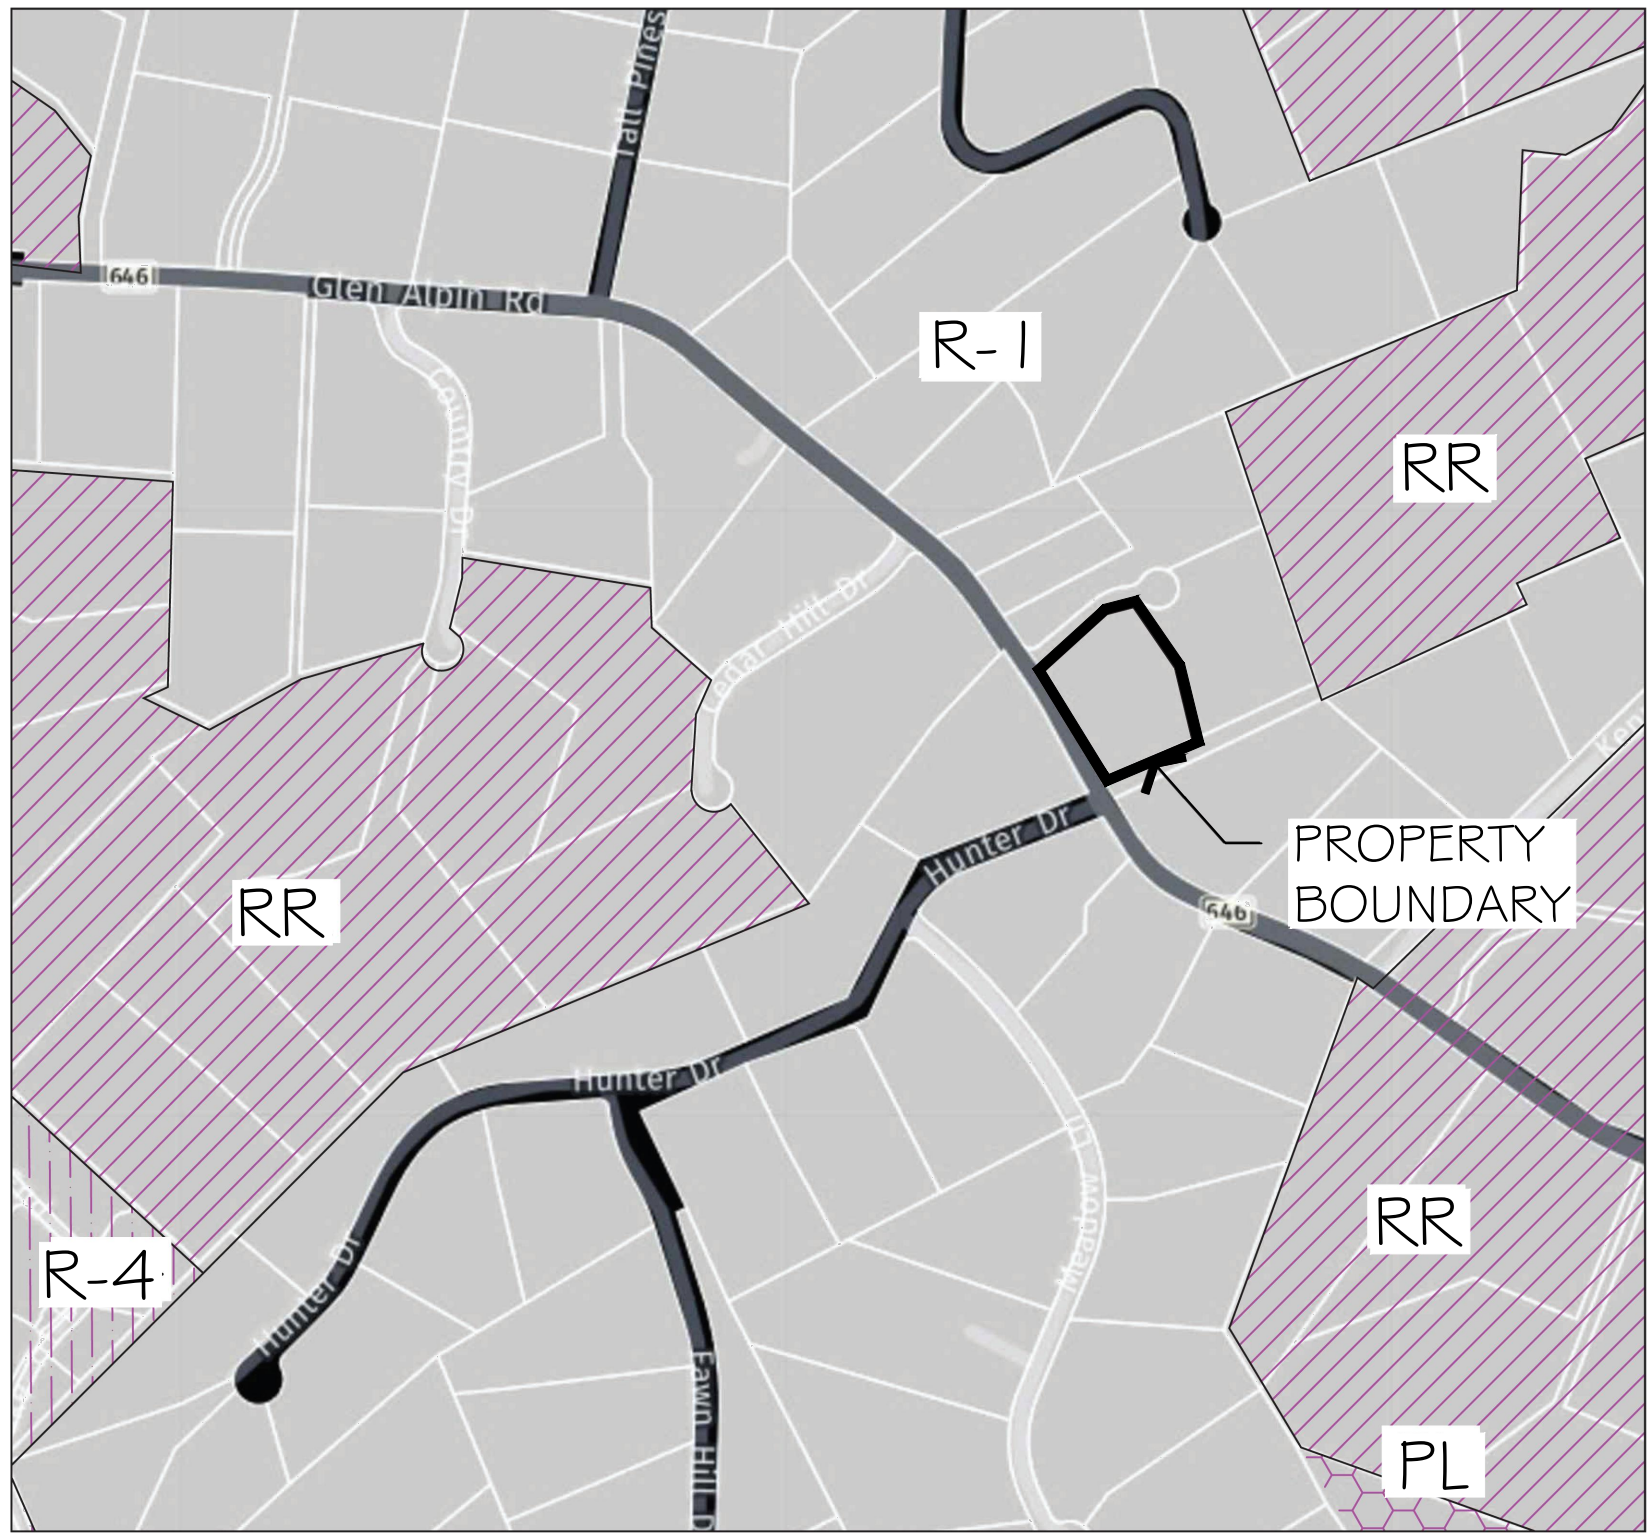 Tall Pines
646
Glen Alpin Rd
R-1
Country Dr
RR
Cedar Hill Dr
Ken
Hunter Dr
PROPERTY
BOUNDARY
RR
646
Hunter Dr
Meadow Ln
RR
R-4
Hunter Dr
Fawn Hill D
PL